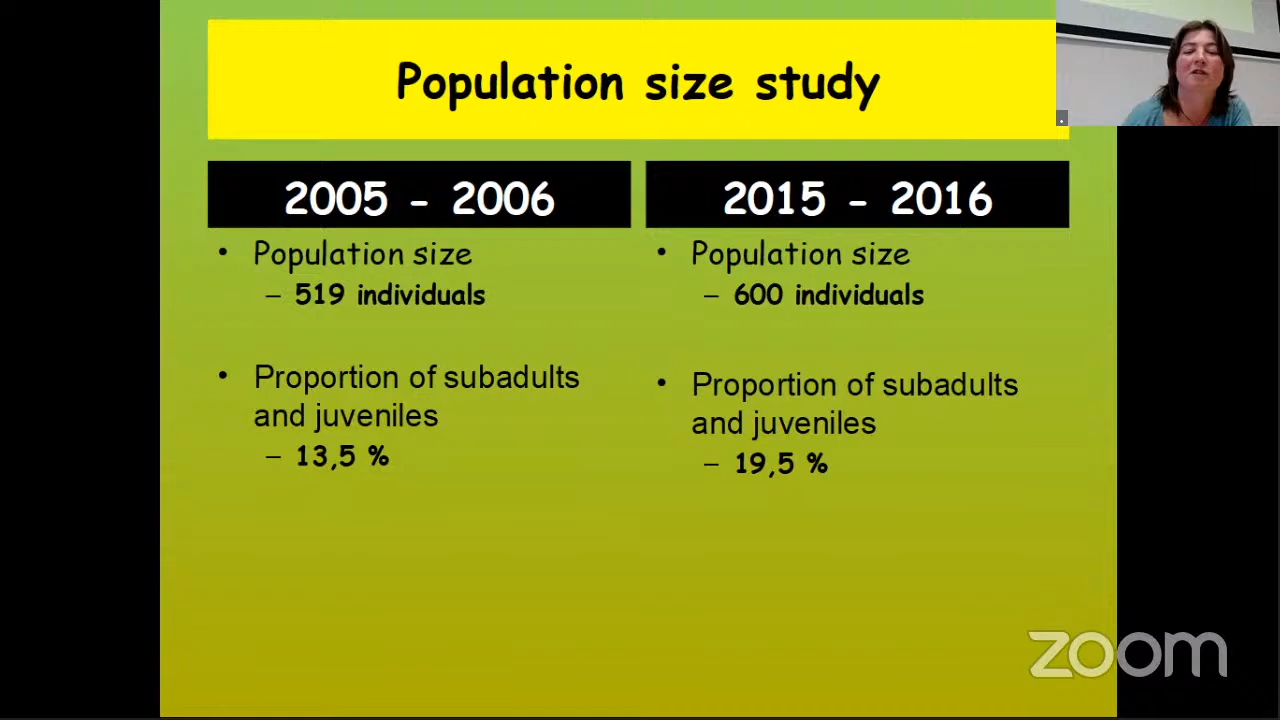 Population size study
2005 - 2006
• Population size
– 519 individuals
• Proportion of subadults
and juveniles
– 13,5 %
2015 - 2016
• Population size
– 600 individuals
• Proportion of subadults
and juveniles
– 19,5 %
.
zoom